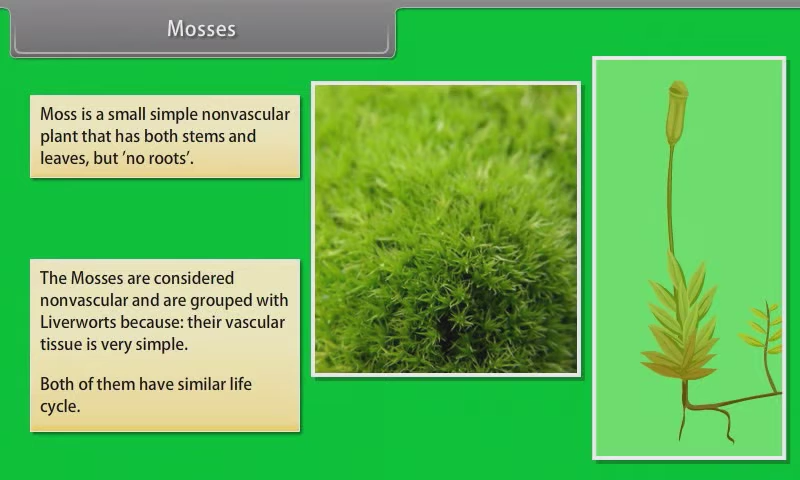 Mosses
Moss is a small simple nonvascular
plant that has both stems and
leaves, but ‘no roots’.
The Mosses are considered
nonvascular and are grouped with
Liverworts because: their vascular
tissue is very simple.
Both of them have similar life
cycle.